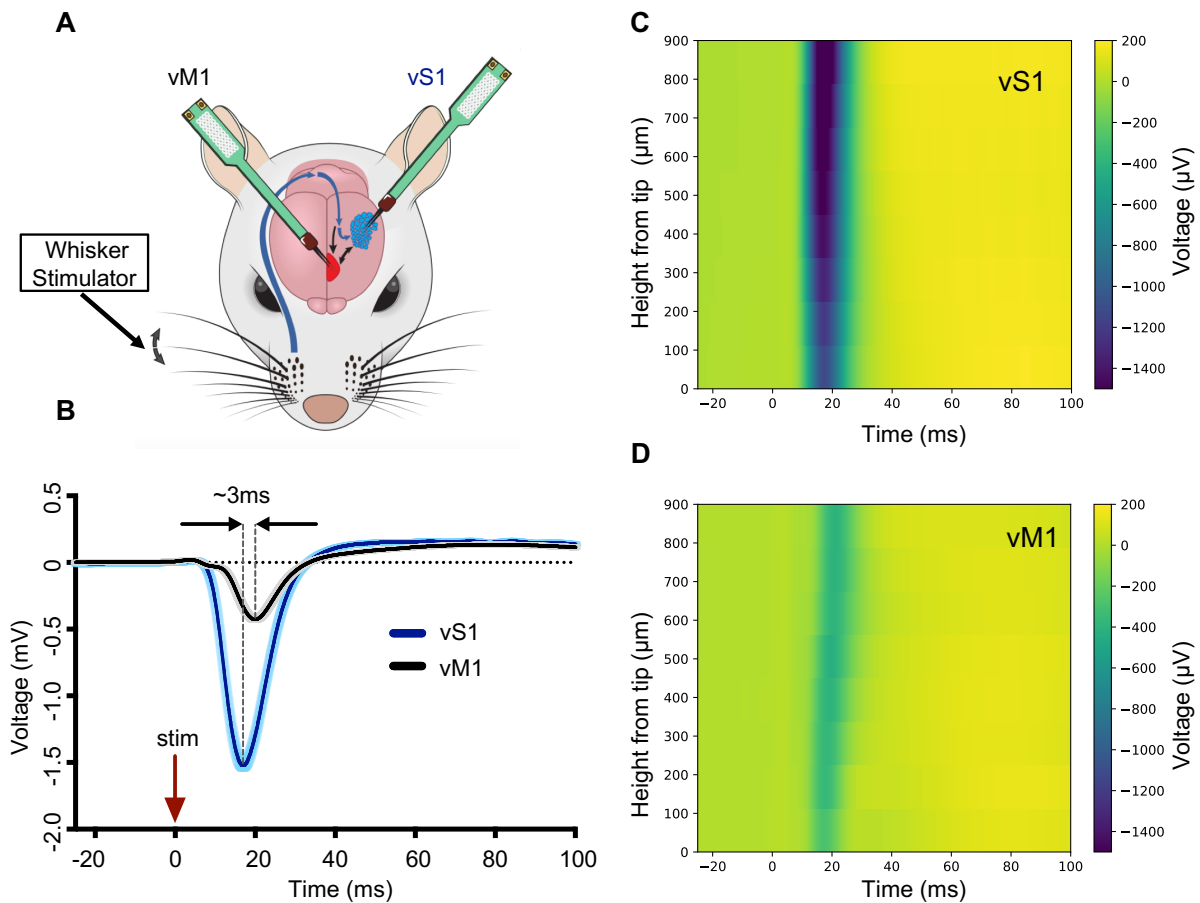 A
vM1
vS1
Whisker
Stimulator
B
~3ms
0.5
0
-0.5
-1.0
-1.5
-2.0
Voltage (mV)
vS1
vM1
stim
-20
0
20
40
60
80
100
Time (ms)
C
vS1
900
800
700
600
500
400
300
200
100
0
Height from tip (µm)
−20
0
20
40
60
80
100
Time (ms)
200
0
−200
−400
−600
−800
−1000
−1200
−1400
Voltage (µV)
D
vM1
900
800
700
600
500
400
300
200
100
0
Height from tip (µm)
−20
0
20
40
60
80
100
Time (ms)
200
0
−200
−400
−600
−800
−1000
−1200
−1400
Voltage (µV)